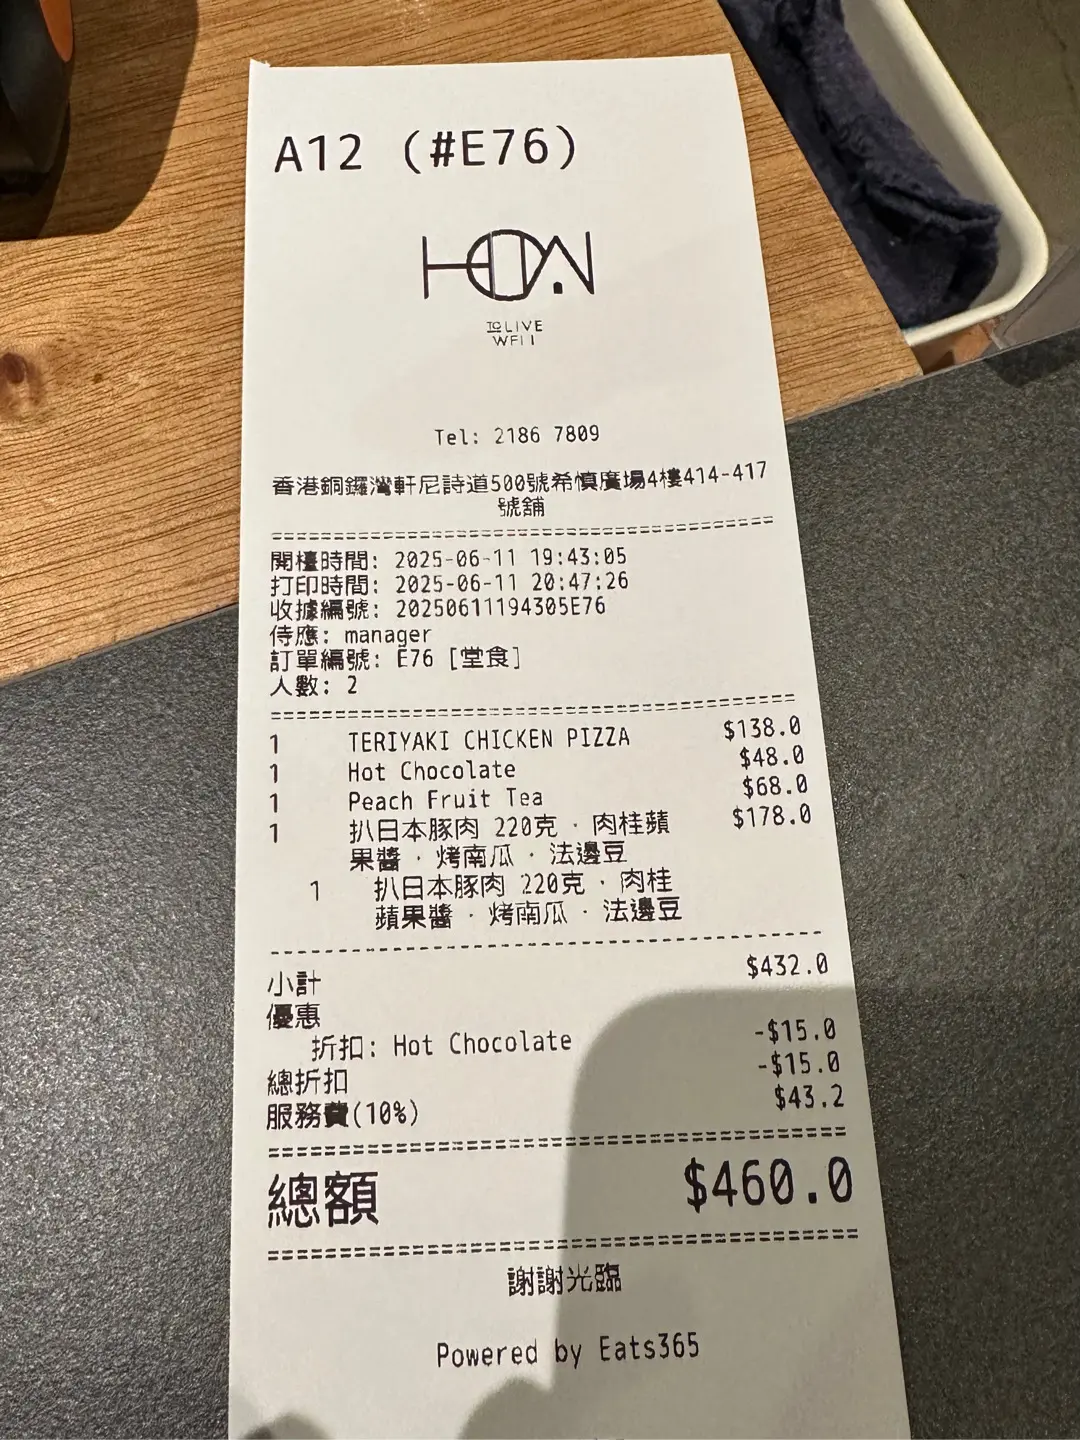 A12 (#E76)
TO LIVE
WELL
Tel: 2186 7809
香港銅鑼灣軒尼詩道500號希慎廣場4樓414-417
號舖
開檯時間: 2025-06-11 19:43:05
打印時間: 2025-06-11 20:47:26
收據編號: 20250611194305E76
侍應: manager
訂單編號: E76 [堂食]
人數: 2
1 TERIYAKI CHICKEN PIZZA $138.0
1 Hot Chocolate $48.0
1 Peach Fruit Tea $68.0
1 扒日本豚肉 220克 · 肉桂蘋 $178.0
果醬 · 烤南瓜 · 法邊豆
1 扒日本豚肉 220克 · 肉桂
蘋果醬 · 烤南瓜 · 法邊豆
小計 $432.0
優惠
折扣: Hot Chocolate -$15.0
總折扣 -$15.0
服務費(10%) $43.2
總額 $460.0
謝謝光臨
Powered by Eats365